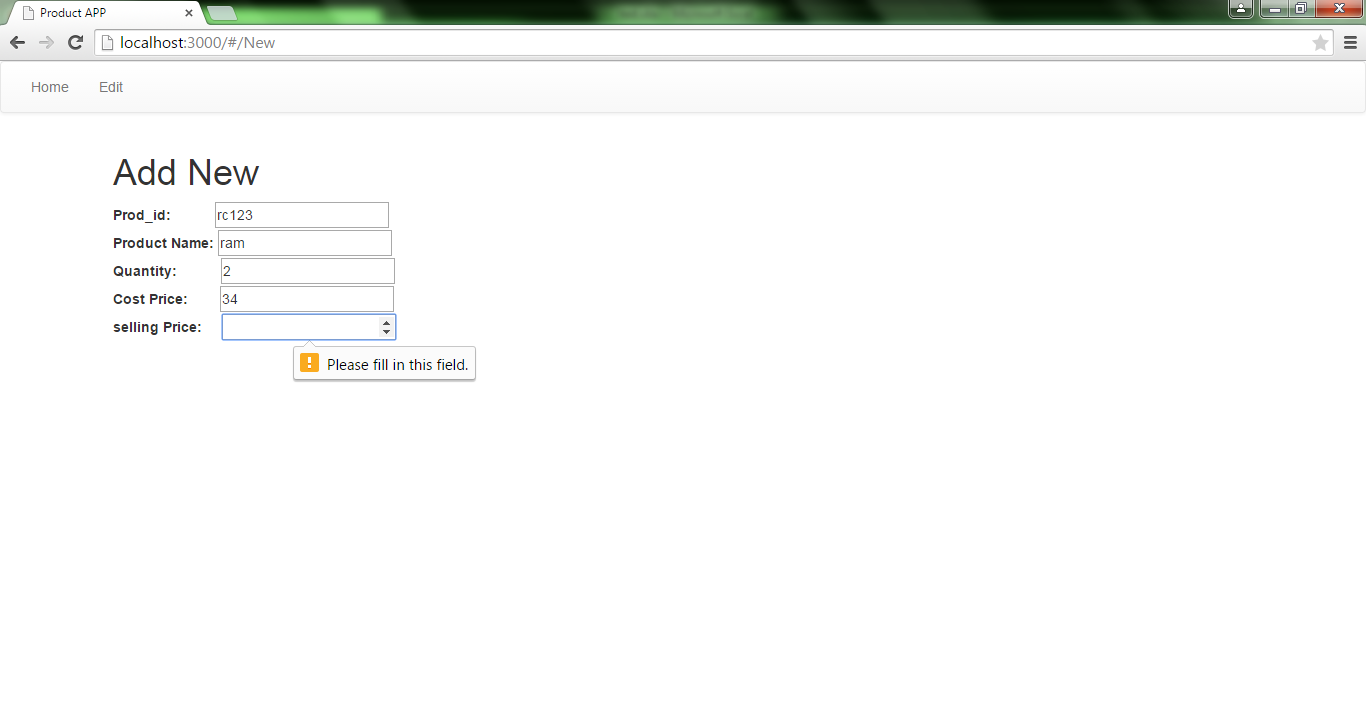 Product APP
localhost:3000/#/New
Home Edit
Add New
Prod_id: rc123
Product Name: ram
Quantity: 2
Cost Price: 34
selling Price:
Please fill in this field.